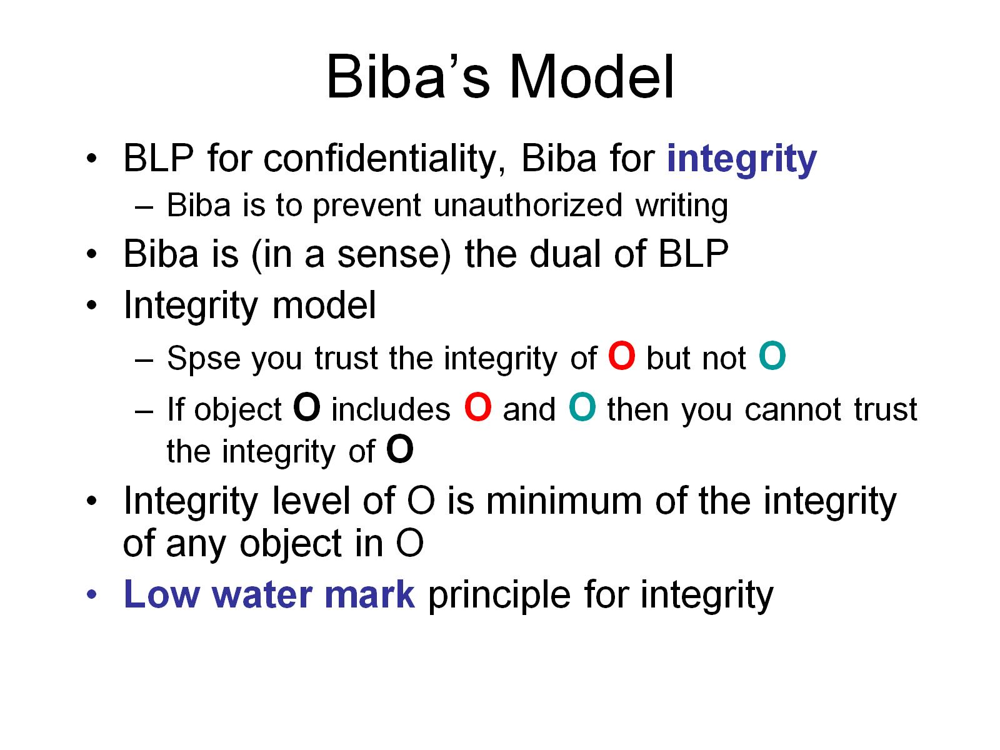 Biba’s Model
• BLP for confidentiality, Biba for integrity
– Biba is to prevent unauthorized writing
• Biba is (in a sense) the dual of BLP
• Integrity model
– Spse you trust the integrity of O but not O
– If object O includes O and O then you cannot trust
the integrity of O
• Integrity level of O is minimum of the integrity
of any object in O
• Low water mark principle for integrity